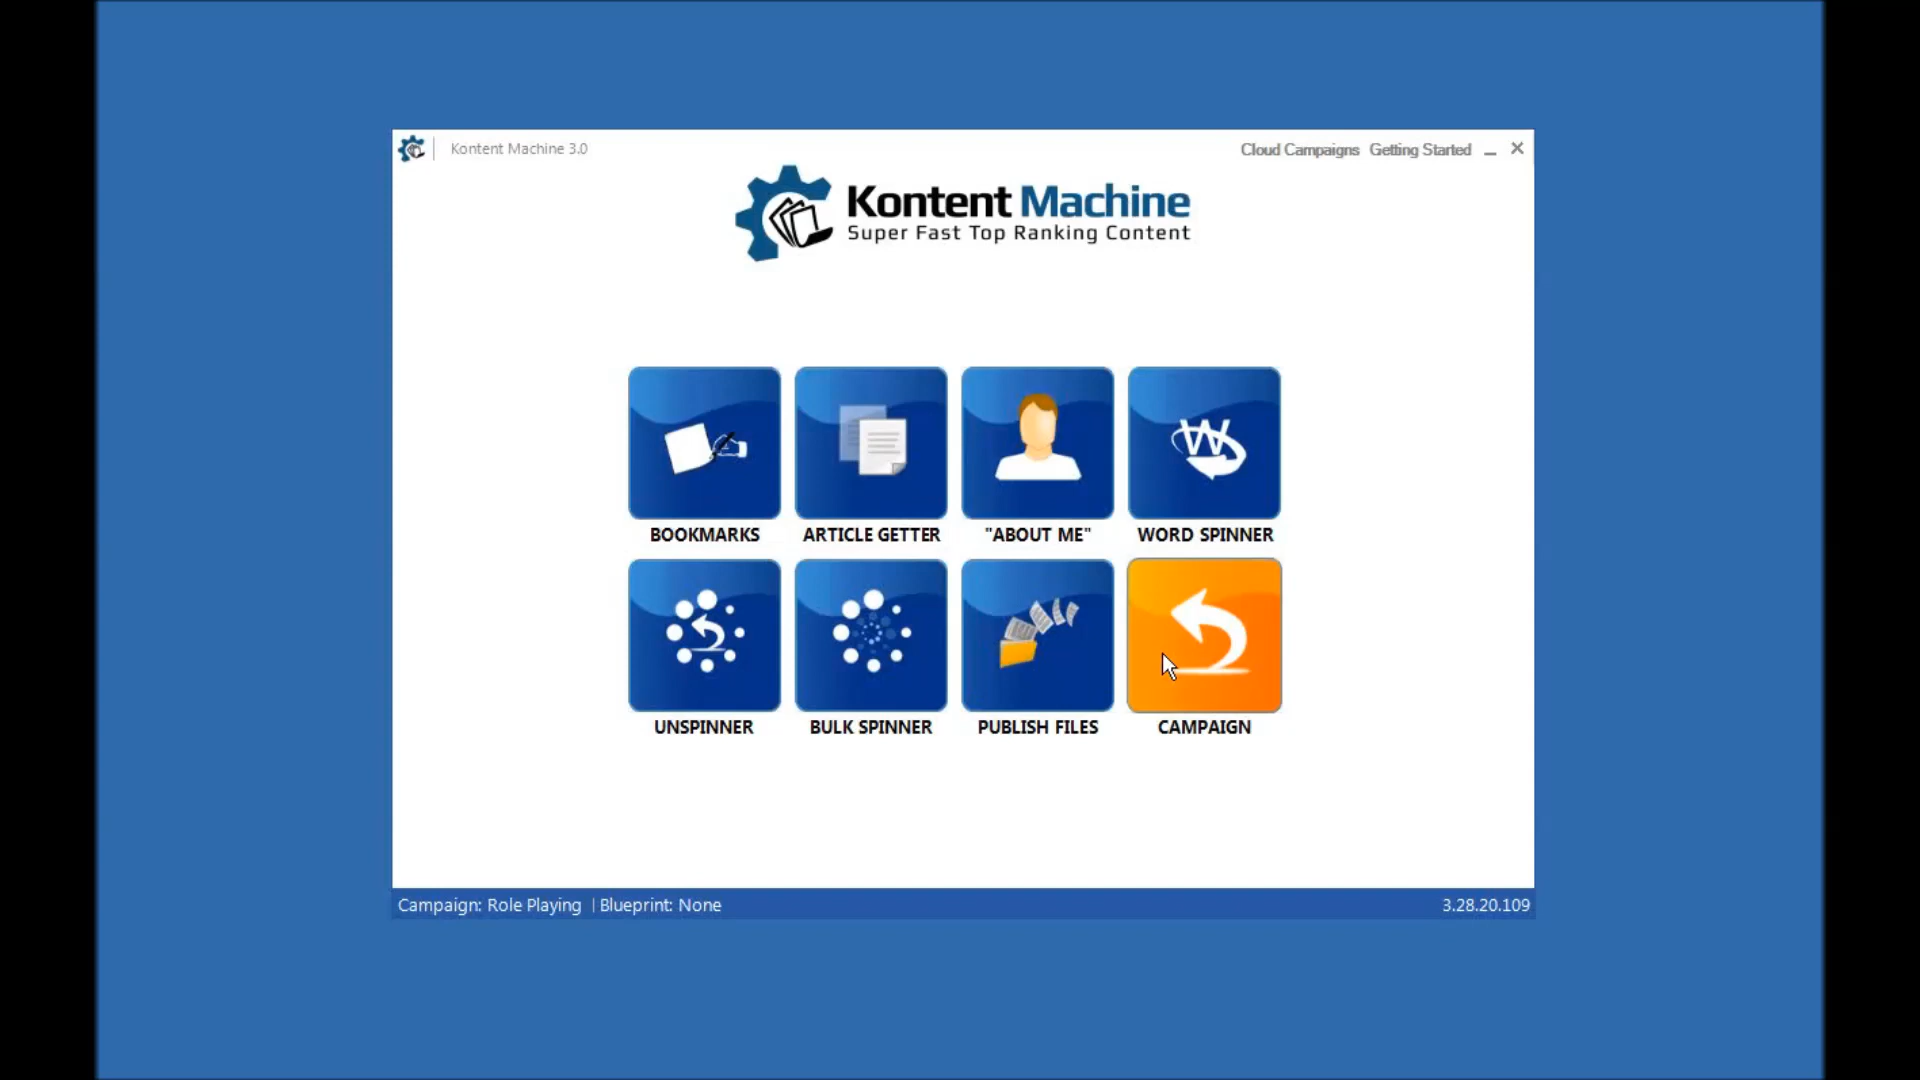 Kontent Machine 3.0
Cloud Campaigns Getting Started
Kontent Machine
Super Fast Top Ranking Content
BOOKMARKS ARTICLE GETTER "ABOUT ME" WORD SPINNER
UNSPINNER BULK SPINNER PUBLISH FILES CAMPAIGN
Campaign: Role Playing | Blueprint: None 3.28.20.109